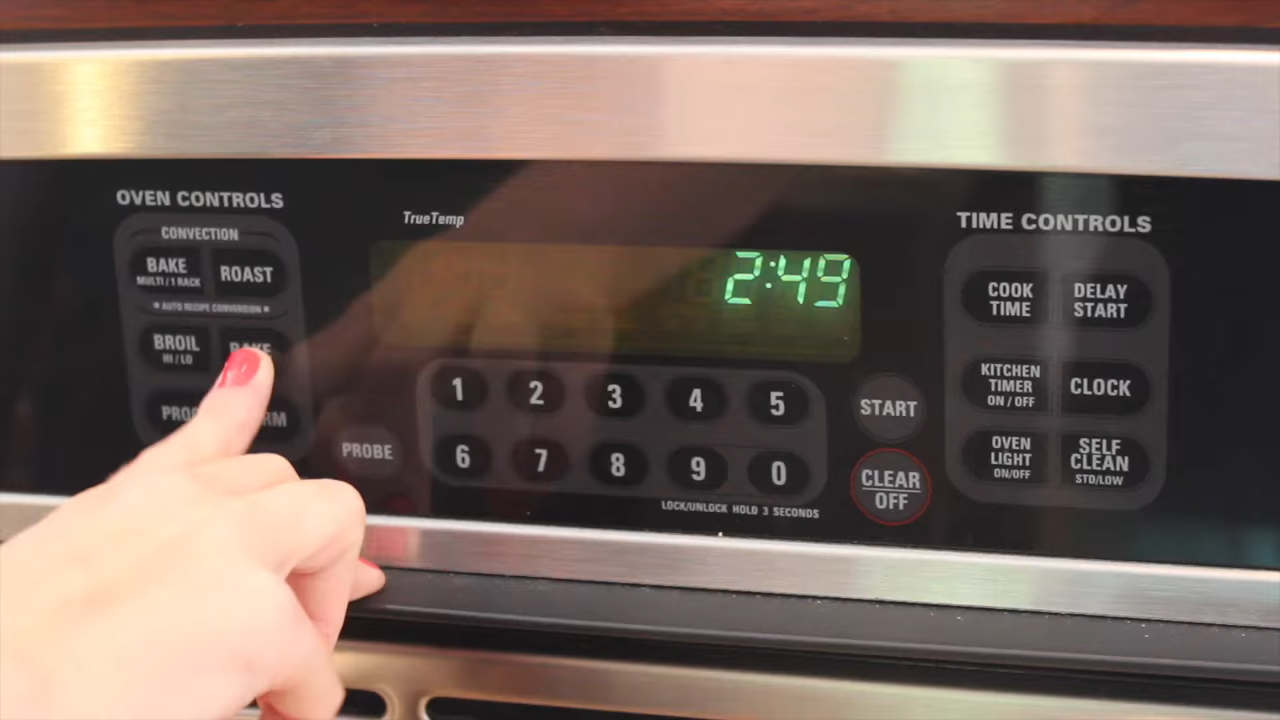 OVEN CONTROLS
CONVECTION
BAKE
MULTI / 1 RACK
ROAST
* AUTO RECIPE CONVERSION *
BROIL
HI / LO
BAKE
TrueTemp
2:49
PROBE
1 2 3 4 5
6 7 8 9 0
LOCK/UNLOCK HOLD 3 SECONDS
START
CLEAR
OFF
TIME CONTROLS
COOK
TIME
DELAY
START
KITCHEN
TIMER
ON / OFF
CLOCK
OVEN
LIGHT
ON/OFF
SELF
CLEAN
STD/LOW